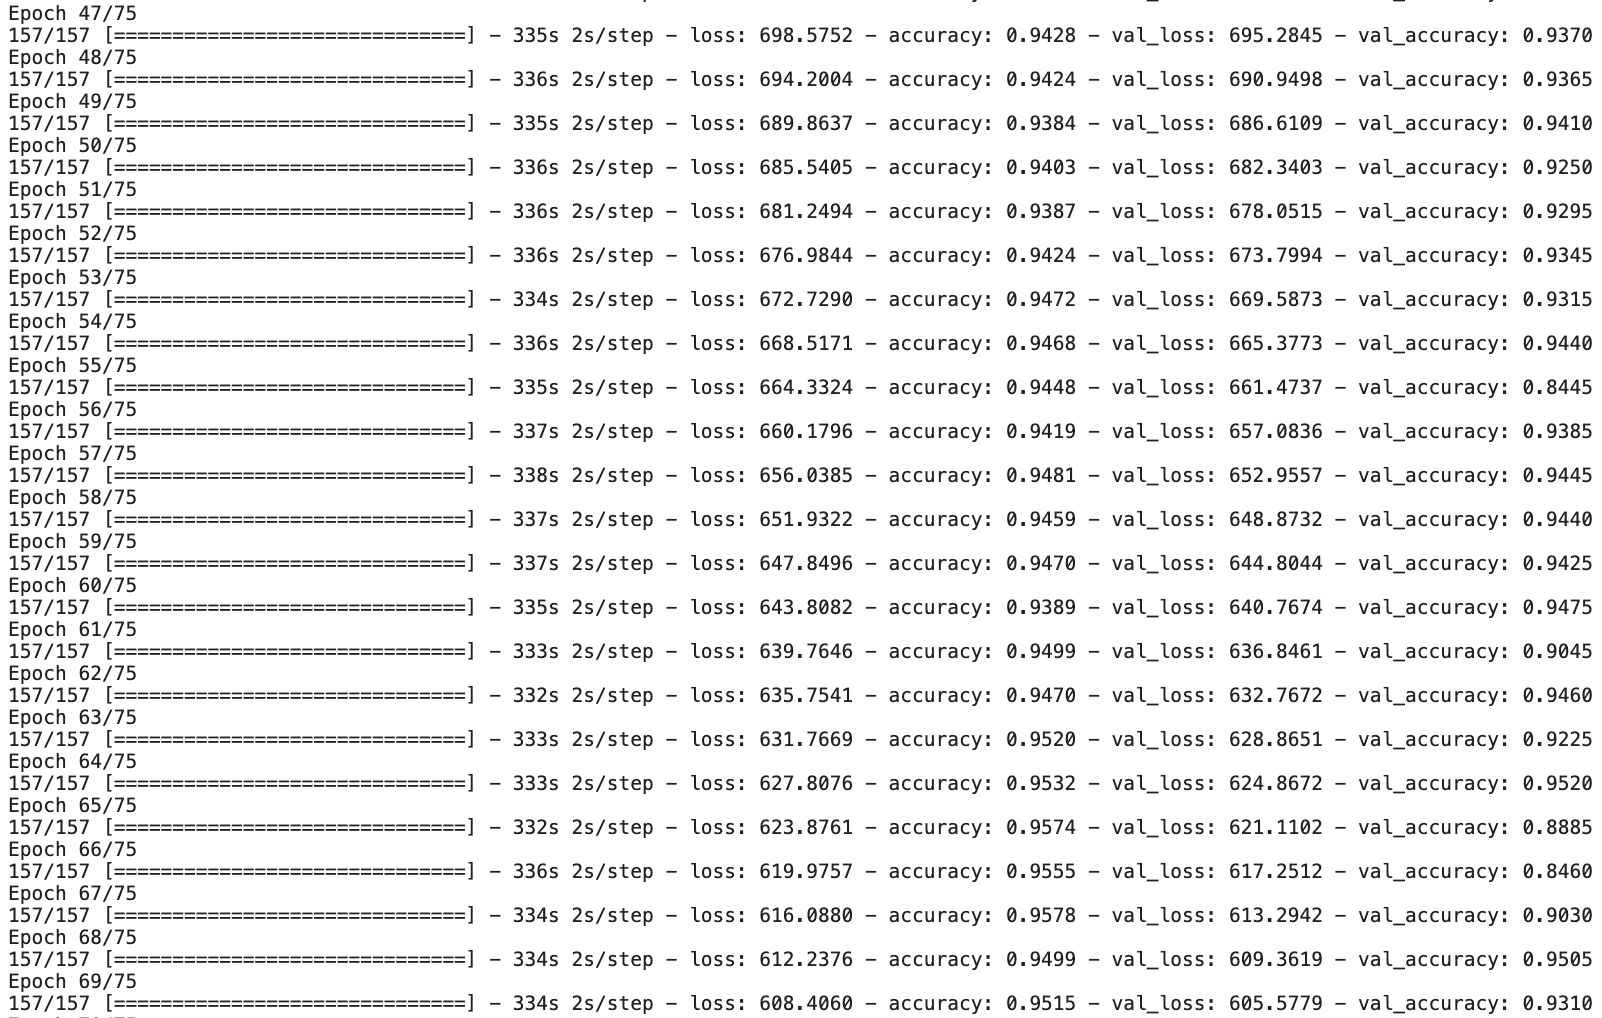 Epoch 47/75
157/157 [==============================] - 335s 2s/step - loss: 698.5752 - accuracy: 0.9428 - val_loss: 695.2845 - val_accuracy: 0.9370
Epoch 48/75
157/157 [==============================] - 336s 2s/step - loss: 694.2004 - accuracy: 0.9424 - val_loss: 690.9498 - val_accuracy: 0.9365
Epoch 49/75
157/157 [==============================] - 335s 2s/step - loss: 689.8637 - accuracy: 0.9384 - val_loss: 686.6109 - val_accuracy: 0.9410
Epoch 50/75
157/157 [==============================] - 336s 2s/step - loss: 685.5405 - accuracy: 0.9403 - val_loss: 682.3403 - val_accuracy: 0.9250
Epoch 51/75
157/157 [==============================] - 336s 2s/step - loss: 681.2494 - accuracy: 0.9387 - val_loss: 678.0515 - val_accuracy: 0.9295
Epoch 52/75
157/157 [==============================] - 336s 2s/step - loss: 676.9844 - accuracy: 0.9424 - val_loss: 673.7994 - val_accuracy: 0.9345
Epoch 53/75
157/157 [==============================] - 334s 2s/step - loss: 672.7290 - accuracy: 0.9472 - val_loss: 669.5873 - val_accuracy: 0.9315
Epoch 54/75
157/157 [==============================] - 336s 2s/step - loss: 668.5171 - accuracy: 0.9468 - val_loss: 665.3773 - val_accuracy: 0.9440
Epoch 55/75
157/157 [==============================] - 335s 2s/step - loss: 664.3324 - accuracy: 0.9448 - val_loss: 661.4737 - val_accuracy: 0.8445
Epoch 56/75
157/157 [==============================] - 337s 2s/step - loss: 660.1796 - accuracy: 0.9419 - val_loss: 657.0836 - val_accuracy: 0.9385
Epoch 57/75
157/157 [==============================] - 338s 2s/step - loss: 656.0385 - accuracy: 0.9481 - val_loss: 652.9557 - val_accuracy: 0.9445
Epoch 58/75
157/157 [==============================] - 337s 2s/step - loss: 651.9322 - accuracy: 0.9459 - val_loss: 648.8732 - val_accuracy: 0.9440
Epoch 59/75
157/157 [==============================] - 337s 2s/step - loss: 647.8496 - accuracy: 0.9470 - val_loss: 644.8044 - val_accuracy: 0.9425
Epoch 60/75
157/157 [==============================] - 335s 2s/step - loss: 643.8082 - accuracy: 0.9389 - val_loss: 640.7674 - val_accuracy: 0.9475
Epoch 61/75
157/157 [==============================] - 333s 2s/step - loss: 639.7646 - accuracy: 0.9499 - val_loss: 636.8461 - val_accuracy: 0.9045
Epoch 62/75
157/157 [==============================] - 332s 2s/step - loss: 635.7541 - accuracy: 0.9470 - val_loss: 632.7672 - val_accuracy: 0.9460
Epoch 63/75
157/157 [==============================] - 333s 2s/step - loss: 631.7669 - accuracy: 0.9520 - val_loss: 628.8651 - val_accuracy: 0.9225
Epoch 64/75
157/157 [==============================] - 333s 2s/step - loss: 627.8076 - accuracy: 0.9532 - val_loss: 624.8672 - val_accuracy: 0.9520
Epoch 65/75
157/157 [==============================] - 332s 2s/step - loss: 623.8761 - accuracy: 0.9574 - val_loss: 621.1102 - val_accuracy: 0.8885
Epoch 66/75
157/157 [==============================] - 336s 2s/step - loss: 619.9757 - accuracy: 0.9555 - val_loss: 617.2512 - val_accuracy: 0.8460
Epoch 67/75
157/157 [==============================] - 334s 2s/step - loss: 616.0880 - accuracy: 0.9578 - val_loss: 613.2942 - val_accuracy: 0.9030
Epoch 68/75
157/157 [==============================] - 334s 2s/step - loss: 612.2376 - accuracy: 0.9499 - val_loss: 609.3619 - val_accuracy: 0.9505
Epoch 69/75
157/157 [==============================] - 334s 2s/step - loss: 608.4060 - accuracy: 0.9515 - val_loss: 605.5779 - val_accuracy: 0.9310